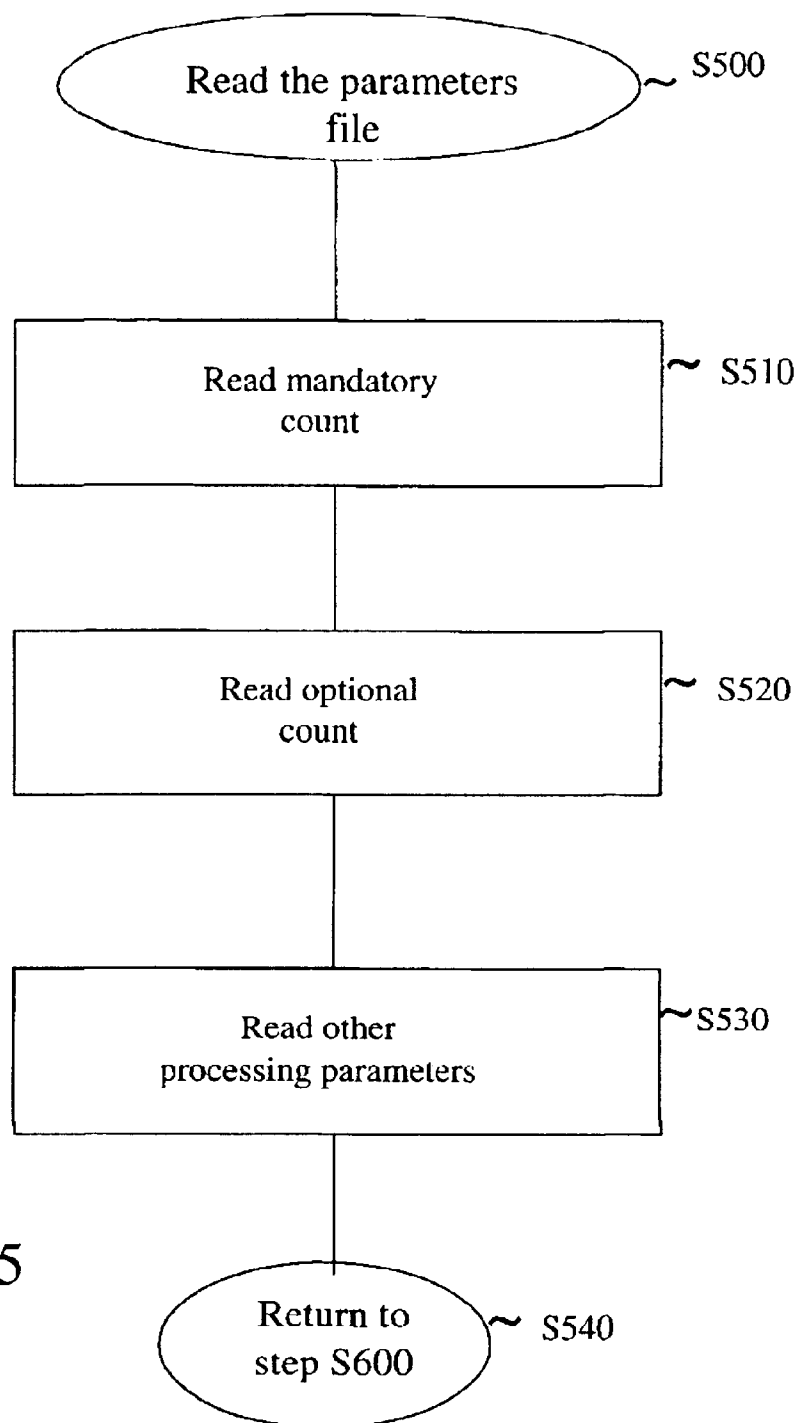 Read the parameters
file
S500
Read mandatory
count
S510
Read optional
count
S520
Read other
processing parameters
S530
5
Return to
step S600
S540